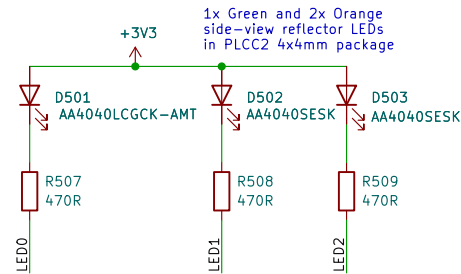 1x Green and 2x Orange
side-view reflector LEDs
in PLCC2 4x4mm package
+3V3
D501
AA4040LCGCK-AMT
D502
AA4040SESK
D503
AA4040SESK
R507
470R
R508
470R
R509
470R
LED0
LED1
LED2